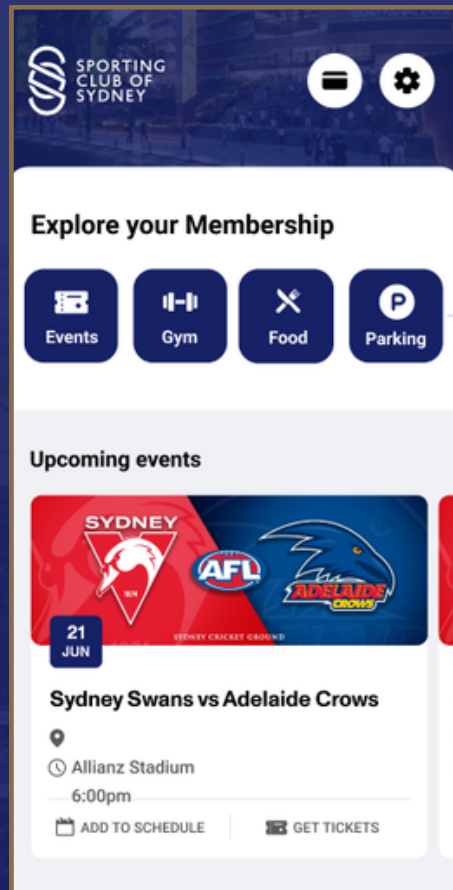 SPORTING
CLUB OF
SYDNEY
Explore your Membership
Events
Gym
Food
P
Parking
Upcoming events
SYDNEY
1874
AFL
ADELAIDE
CROWS
SYDNEY CRICKET GROUND
21
JUN
Sydney Swans vs Adelaide Crows
Allianz Stadium
6:00pm
ADD TO SCHEDULE
GET TICKETS